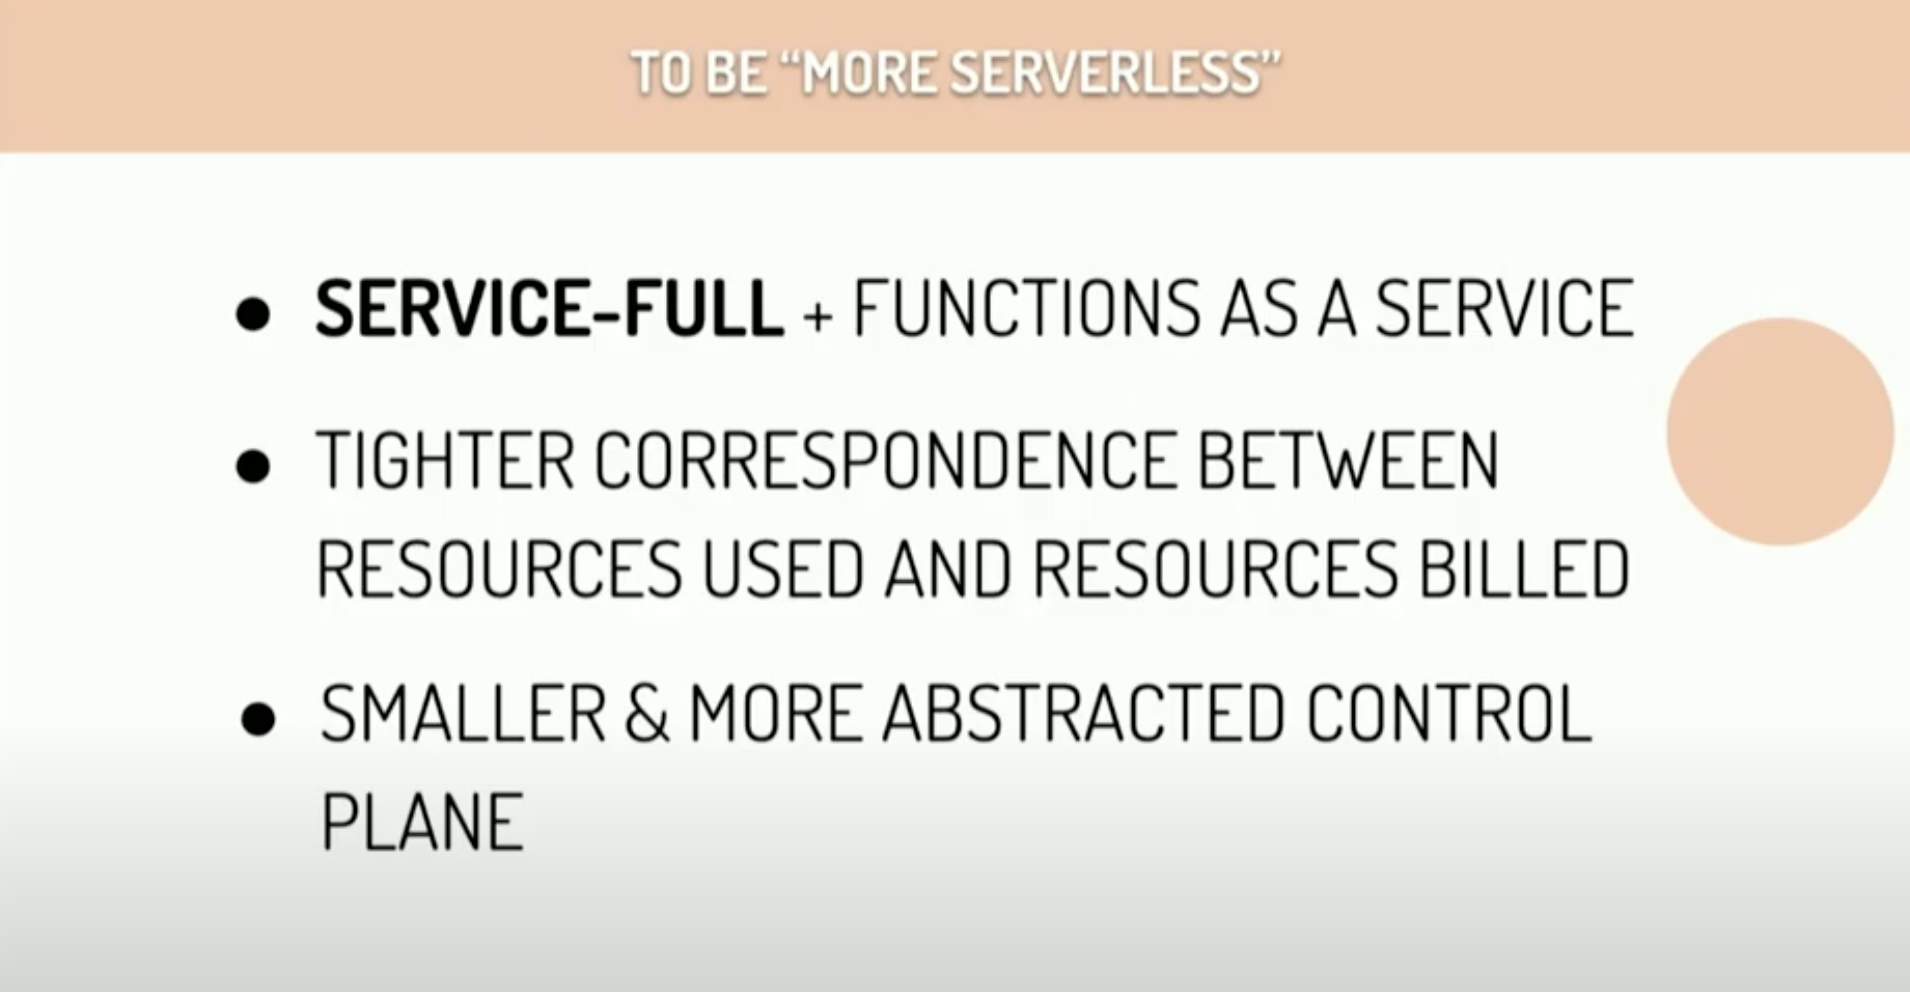 TO BE “MORE SERVERLESS”
● SERVICE-FULL + FUNCTIONS AS A SERVICE
● TIGHTER CORRESPONDENCE BETWEEN
RESOURCES USED AND RESOURCES BILLED
● SMALLER & MORE ABSTRACTED CONTROL
PLANE